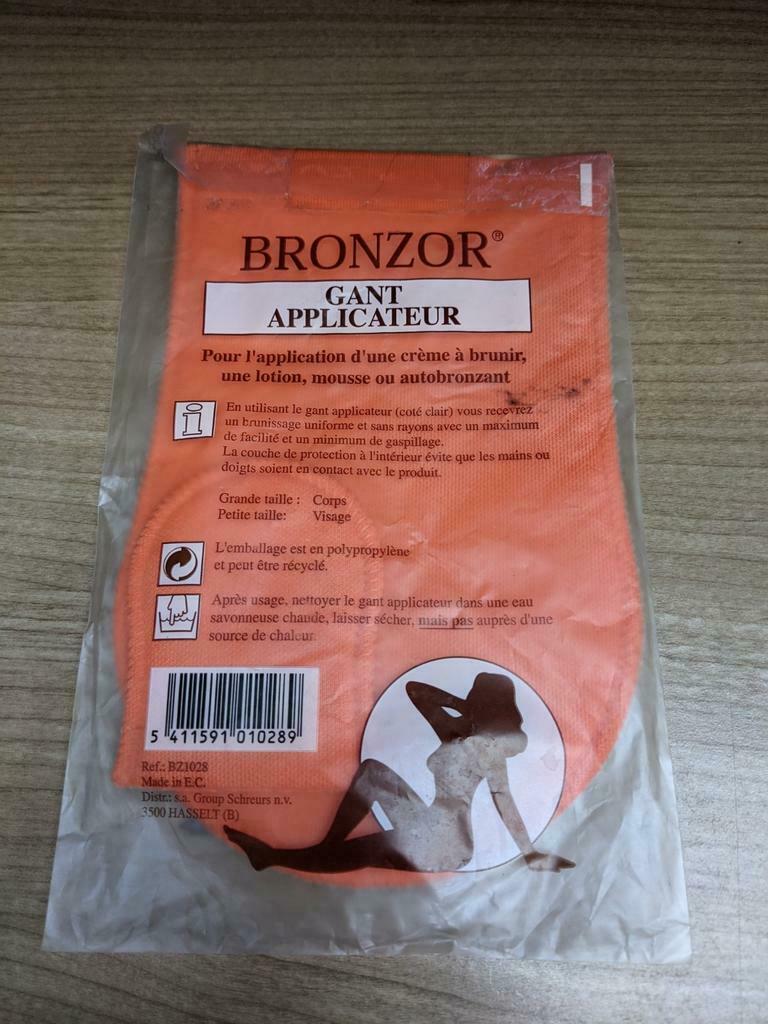 BRONZOR®
GANT
APPLICATEUR
Pour l'application d'une crème à brunir,
une lotion, mousse ou autobronzant
En utilisant le gant applicateur (coté clair) vous recevrez
un brunissage uniforme et sans rayons avec un maximum
de facilité et un minimum de gaspillage.
La couche de protection à l'intérieur évite que les mains ou
doigts soient en contact avec le produit.
Grande taille : Corps
Petite taille: Visage
L'emballage est en polypropylène
et peut être récyclé.
Après usage, nettoyer le gant applicateur dans une eau
savonneuse chaude, laisser sécher, mais pas auprès d'une
source de chaleur.
5 411591 010289
Ref.: BZ1028
Made in E.C.
Distr.: s.a. Group Schreurs n.v.
3500 HASSELT (B)